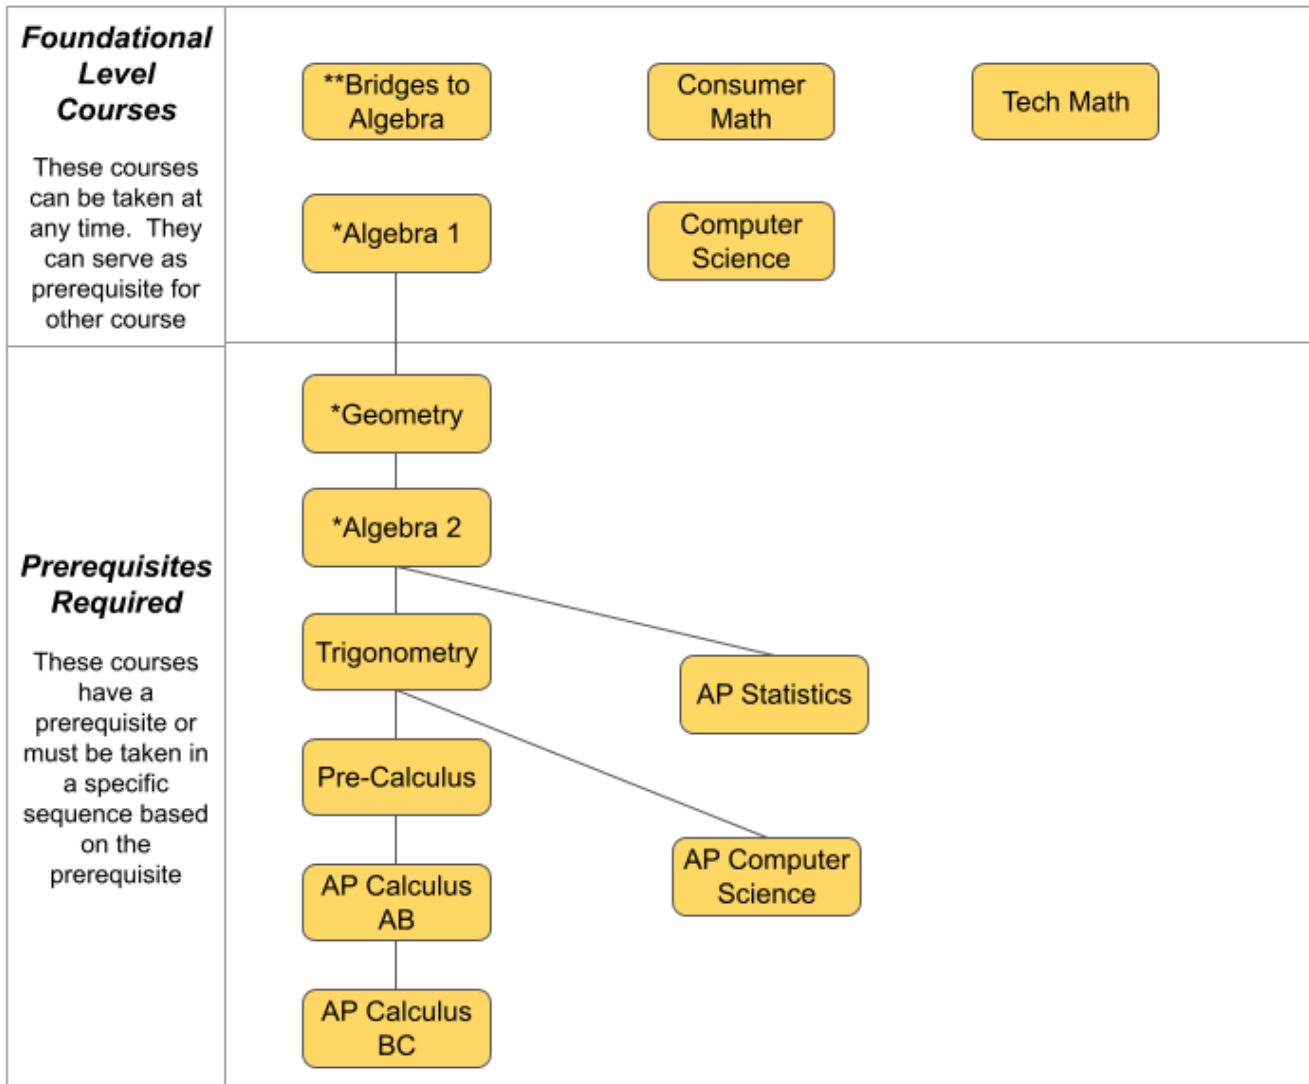 Foundational
Level
Courses
These courses
can be taken at
any time. They
can serve as
prerequisite for
other course
**Bridges to
Algebra
Consumer
Math
Tech Math
*Algebra 1
Computer
Science
Prerequisites
Required
These courses
have a
prerequisite or
must be taken in
a specific
sequence based
on the
prerequisite
*Geometry
*Algebra 2
Trigonometry
AP Statistics
Pre-Calculus
AP Computer
Science
AP Calculus
AB
AP Calculus
BC